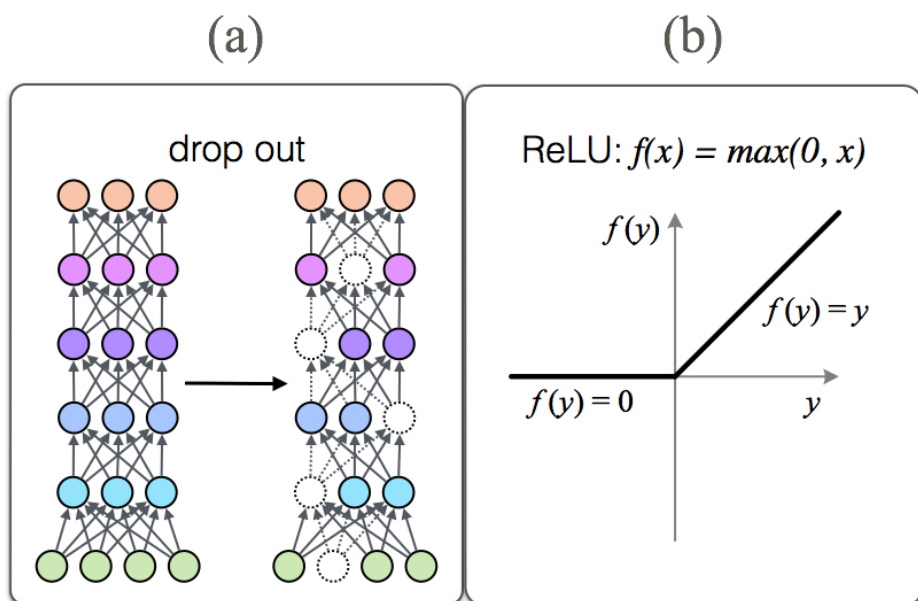 (a)
(b)
drop out
ReLU: f(x) = max(0, x)
f(y)
f(y) = y
f(y) = 0
y